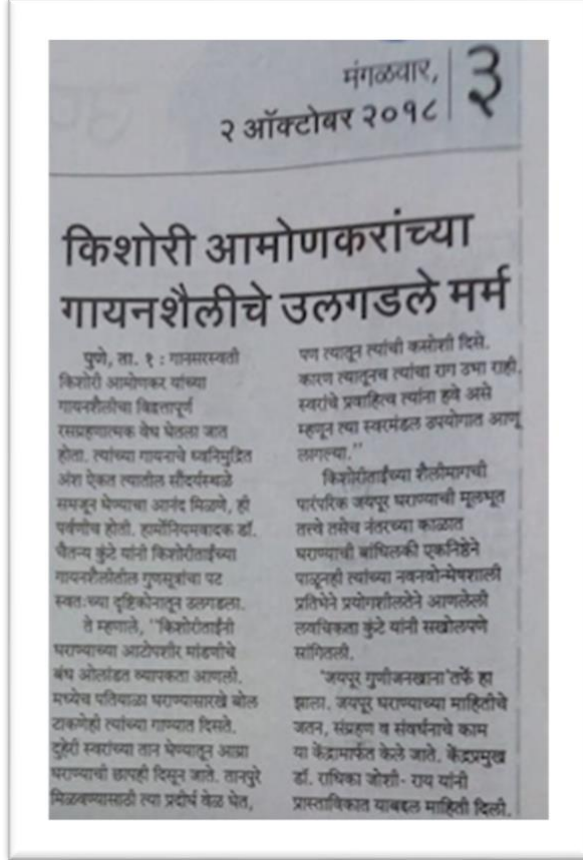 मंगळवार,
२ ऑक्टोबर २०१८
३
किशोरी आमोणकरांच्या
गायनशैलीचे उलगडले मर्म
पुणे, ता. १ : गानसरस्वती
किशोरी आमोणकर यांच्या
गायनशैलीचा विद्वत्तापूर्ण
रसग्रहणात्मक वेध घेतला जात
होता. त्यांच्या गायनाचे ध्वनिमुद्रित
अंश ऐकत त्यातील सौंदर्यस्थळे
समजून घेण्याचा आनंद मिळणे, ही
पर्वणीच होती. हार्मोनियमवादक डॉ.
चैतन्य कुंटे यांनी किशोरीताईंच्या
गायनशैलीतील गुणसूत्रांचा पट
स्वतःच्या दृष्टिकोनातून उलगडला.
ते म्हणाले, ''किशोरीताईंनी
घराण्याच्या आटोपशीर मांडणीचे
बंध ओलांडत व्यापकता आणली.
मध्येच पतियाळा घराण्यासारखे बोल
टाकणेही त्यांच्या गाण्यात दिसते.
दुहेरी स्वरांच्या तान घेण्यातून आग्रा
घराण्याची छापही दिसून जाते. तानपुरे
मिळवण्यासाठी त्या प्रदीर्घ वेळ घेत,
पण त्यातून त्यांची कसोशी दिसे.
कारण त्यातूनच त्यांचा राग उभा राही.
स्वरांचे प्रवाहित्व त्यांना हवे असे
म्हणून त्या स्वरमंडल उपयोगात आणू
लागल्या.''
किशोरीताईंच्या शैलीमागची
पारंपरिक जयपूर घराण्याची मूलभूत
तत्त्वे तसेच नंतरच्या काळात
घराण्याची बांधिलकी एकनिष्ठेने
पाळूनही त्यांच्या नवनवोन्मेषशाली
प्रतिभेने प्रयोगशीलतेने आणलेली
लवचिकता कुंटे यांनी सखोलपणे
सांगितली.
'जयपूर गुणीजनखाना'तर्फे हा
झाला. जयपूर घराण्याच्या माहितीचे
जतन, संग्रहण व संवर्धनाचे काम
या केंद्रामार्फत केले जाते. केंद्रप्रमुख
डॉ. राधिका जोशी- राय यांनी
प्रास्ताविकात याबद्दल माहिती दिली.